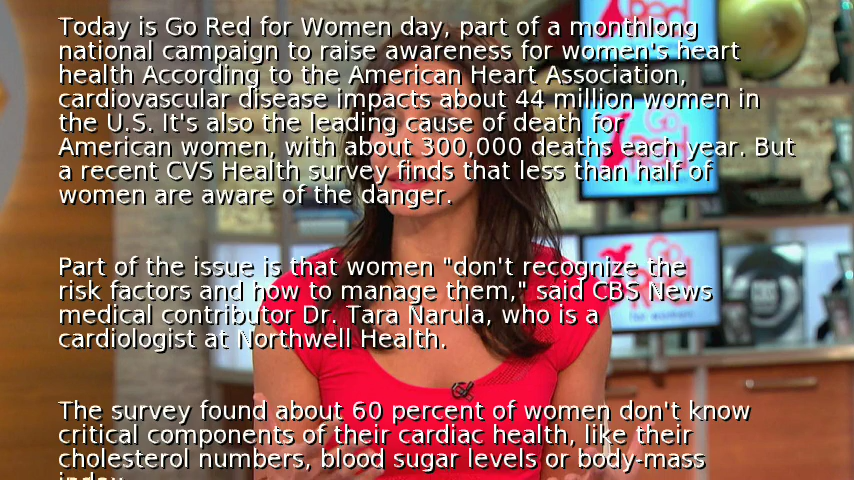 Today is Go Red for Women day, part of a monthlong
national campaign to raise awareness for women's heart
health According to the American Heart Association,
cardiovascular disease impacts about 44 million women in
the U.S. It's also the leading cause of death for
American women, with about 300,000 deaths each year. But
a recent CVS Health survey finds that less than half of
women are aware of the danger.
Part of the issue is that women "don't recognize the
risk factors and how to manage them," said CBS News
medical contributor Dr. Tara Narula, who is a
cardiologist at Northwell Health.
The survey found about 60 percent of women don't know
critical components of their cardiac health, like their
cholesterol numbers, blood sugar levels or body-mass